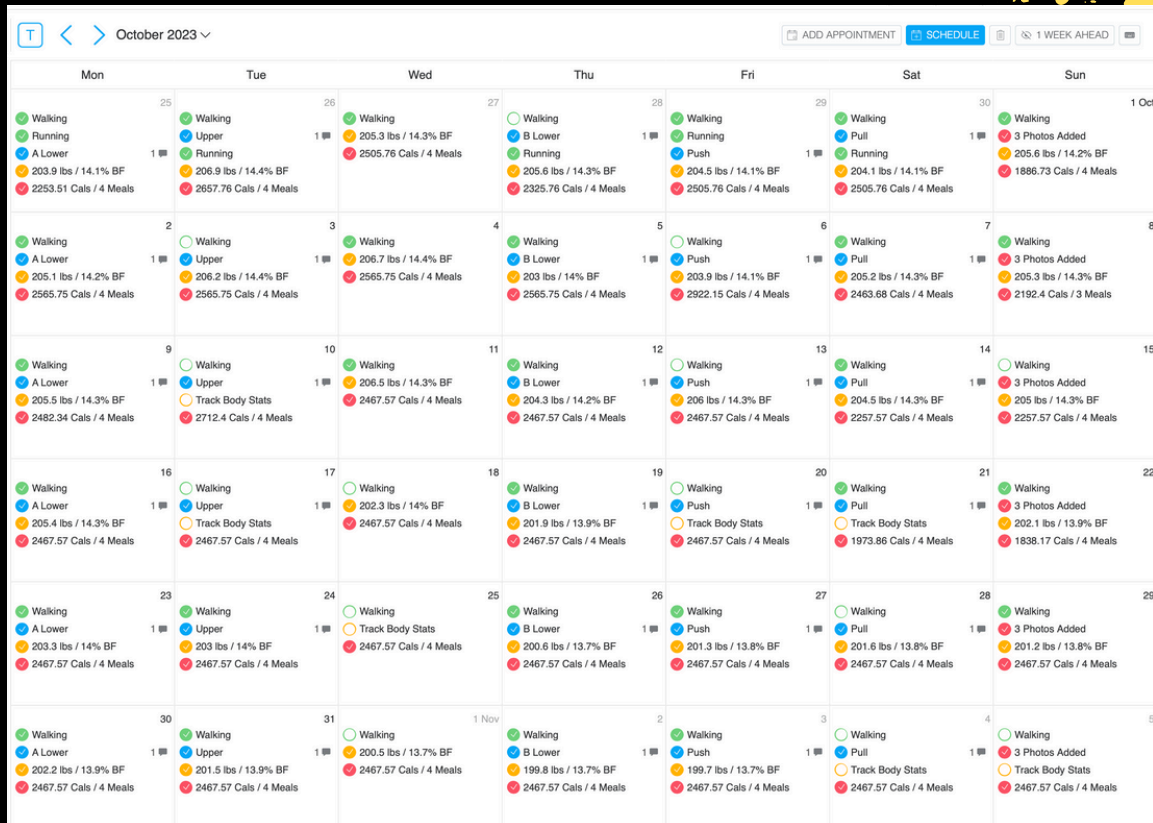 T
October 2023
ADD APPOINTMENT
SCHEDULE
1 WEEK AHEAD
Mon
Tue
Wed
Thu
Fri
Sat
Sun
25
Walking
Running
A Lower 1
203.9 lbs / 14.1% BF
2253.51 Cals / 4 Meals
26
Walking
Upper 1
Running
206.9 lbs / 14.4% BF
2657.76 Cals / 4 Meals
27
Walking
205.3 lbs / 14.3% BF
2505.76 Cals / 4 Meals
28
Walking
B Lower 1
Running
205.6 lbs / 14.3% BF
2325.76 Cals / 4 Meals
29
Walking
Running
Push 1
204.5 lbs / 14.1% BF
2505.76 Cals / 4 Meals
30
Walking
Pull 1
Running
204.1 lbs / 14.1% BF
2505.76 Cals / 4 Meals
1 Oct
Walking
3 Photos Added
205.6 lbs / 14.2% BF
1886.73 Cals / 4 Meals
2
Walking
A Lower 1
205.1 lbs / 14.2% BF
2565.75 Cals / 4 Meals
3
Walking
Upper 1
206.2 lbs / 14.4% BF
2565.75 Cals / 4 Meals
4
Walking
206.7 lbs / 14.4% BF
2565.75 Cals / 4 Meals
5
Walking
B Lower 1
203 lbs / 14% BF
2565.75 Cals / 4 Meals
6
Walking
Push 1
203.9 lbs / 14.1% BF
2922.15 Cals / 4 Meals
7
Walking
Pull 1
205.2 lbs / 14.3% BF
2463.68 Cals / 4 Meals
8
Walking
3 Photos Added
205.3 lbs / 14.3% BF
2192.4 Cals / 3 Meals
9
Walking
A Lower 1
205.5 lbs / 14.3% BF
2482.34 Cals / 4 Meals
10
Walking
Upper 1
Track Body Stats
2712.4 Cals / 4 Meals
11
Walking
206.5 lbs / 14.3% BF
2467.57 Cals / 4 Meals
12
Walking
B Lower 1
204.3 lbs / 14.2% BF
2467.57 Cals / 4 Meals
13
Walking
Push 1
206 lbs / 14.3% BF
2467.57 Cals / 4 Meals
14
Walking
Pull 1
204.5 lbs / 14.3% BF
2257.57 Cals / 4 Meals
15
Walking
3 Photos Added
205 lbs / 14.3% BF
2257.57 Cals / 4 Meals
16
Walking
A Lower 1
205.4 lbs / 14.3% BF
2467.57 Cals / 4 Meals
17
Walking
Upper 1
Track Body Stats
2467.57 Cals / 4 Meals
18
Walking
202.3 lbs / 14% BF
2467.57 Cals / 4 Meals
19
Walking
B Lower 1
201.9 lbs / 13.9% BF
2467.57 Cals / 4 Meals
20
Walking
Push 1
Track Body Stats
2467.57 Cals / 4 Meals
21
Walking
Pull 1
Track Body Stats
1973.86 Cals / 4 Meals
22
Walking
3 Photos Added
202.1 lbs / 13.9% BF
1838.17 Cals / 4 Meals
23
Walking
A Lower 1
203.3 lbs / 14% BF
2467.57 Cals / 4 Meals
24
Walking
Upper 1
203 lbs / 14% BF
2467.57 Cals / 4 Meals
25
Walking
Track Body Stats
2467.57 Cals / 4 Meals
26
Walking
B Lower 1
200.6 lbs / 13.7% BF
2467.57 Cals / 4 Meals
27
Walking
Push 1
201.3 lbs / 13.8% BF
2467.57 Cals / 4 Meals
28
Walking
Pull 1
201.6 lbs / 13.8% BF
2467.57 Cals / 4 Meals
29
Walking
3 Photos Added
201.2 lbs / 13.8% BF
2467.57 Cals / 4 Meals
30
Walking
A Lower 1
202.2 lbs / 13.9% BF
2467.57 Cals / 4 Meals
31
Walking
Upper 1
201.5 lbs / 13.9% BF
2467.57 Cals / 4 Meals
1 Nov
Walking
200.5 lbs / 13.7% BF
2467.57 Cals / 4 Meals
2
Walking
B Lower 1
199.8 lbs / 13.7% BF
2467.57 Cals / 4 Meals
3
Walking
Push 1
199.7 lbs / 13.7% BF
2467.57 Cals / 4 Meals
4
Walking
Pull 1
Track Body Stats
2467.57 Cals / 4 Meals
5
Walking
3 Photos Added
Track Body Stats
2467.57 Cals / 4 Meals